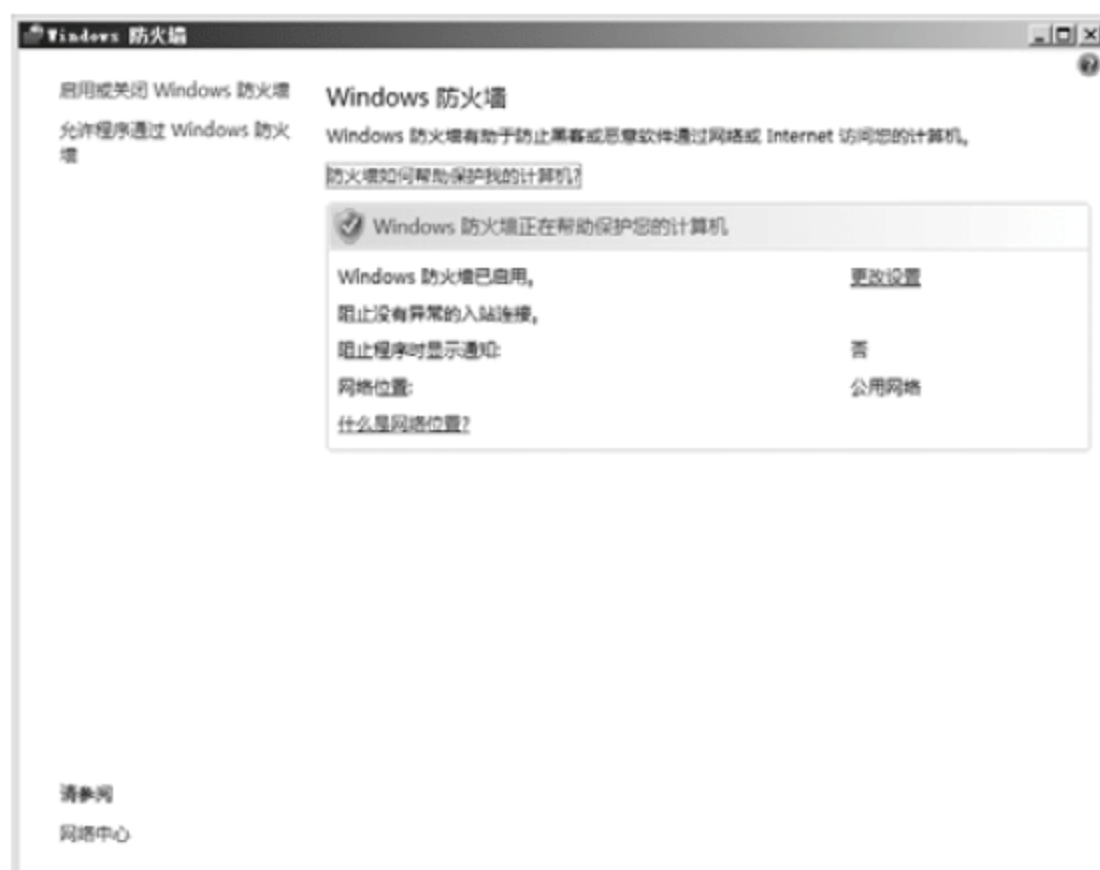 Windows 防火墙
启用或关闭 Windows 防火墙
允许程序通过 Windows 防火
墙
Windows 防火墙
Windows 防火墙有助于防止黑客或恶意软件通过网络或 Internet 访问您的计算机。
防火墙如何帮助保护我的计算机?
Windows 防火墙正在帮助保护您的计算机
Windows 防火墙已启用。 更改设置
阻止没有异常的入站连接。
阻止程序时显示通知: 否
网络位置: 公用网络
什么是网络位置?
请参阅
网络中心